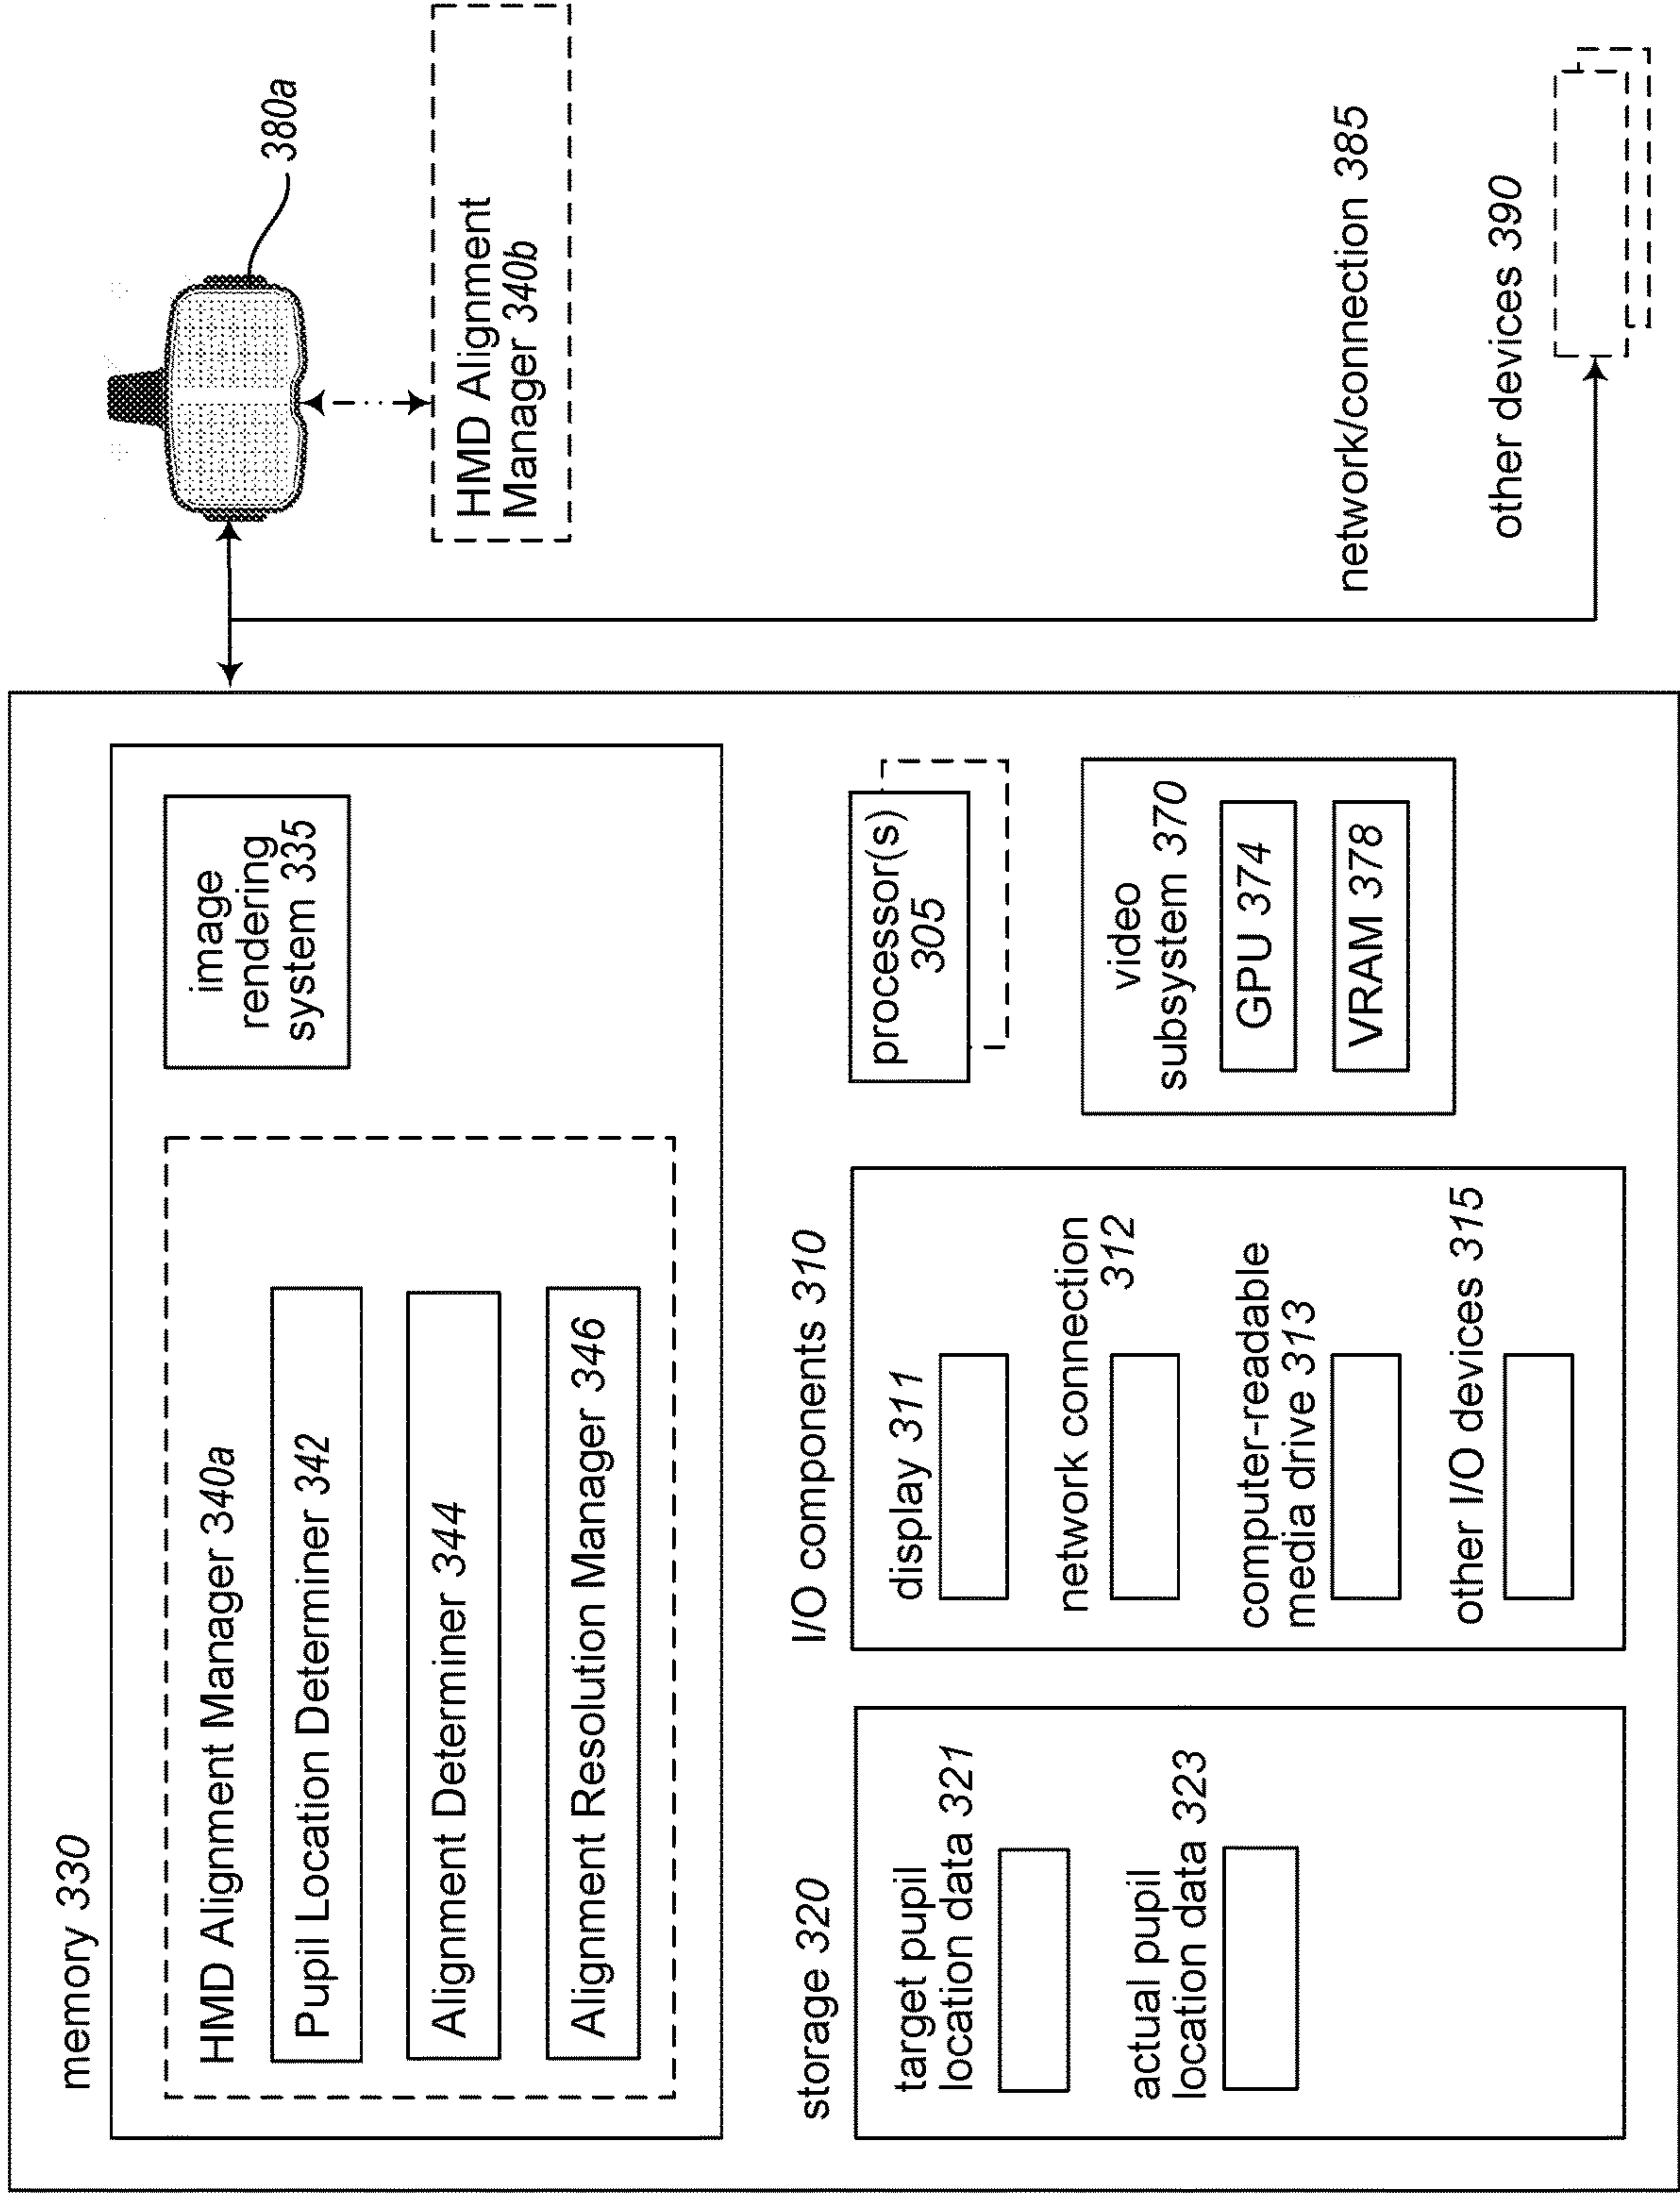 memory 330
HMD Alignment Manager 340a
Pupil Location Determiner 342
Alignment Determiner 344
Alignment Resolution Manager 346
image
rendering
system 335
storage 320
target pupil
location data 321
actual pupil
location data 323
I/O components 310
display 311
network connection
312
computer-readable
media drive 313
other I/O devices 315
processor(s)
305
video
subsystem 370
GPU 374
VRAM 378
380a
HMD Alignment
Manager 340b
network/connection 385
other devices 390